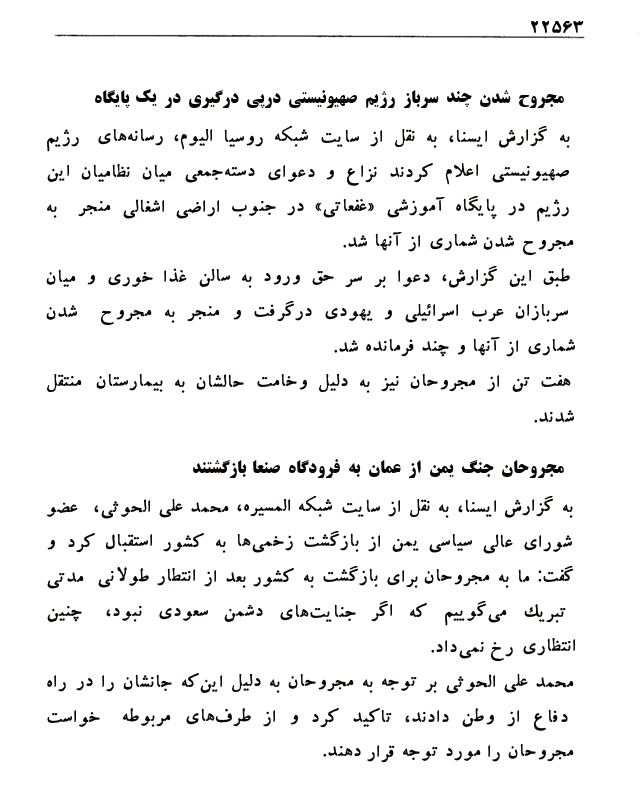 ۲۲۵۶۳
مجروح شدن چند سرباز رژیم صهیونیستی درپی درگیری در یک پایگاه
به گزارش ایسنا، به نقل از سایت شبکه روسیا الیوم، رسانه‌های رژیم
صهیونیستی اعلام کردند نزاع و دعوای دسته‌جمعی میان نظامیان این
رژیم در پایگاه آموزشی «غفعاتی» در جنوب اراضی اشغالی منجر به
مجروح شدن شماری از آنها شد.
طبق این گزارش، دعوا بر سر حق ورود به سالن غذا خوری و میان
سربازان عرب اسرائیلی و یهودی درگرفت و منجر به مجروح شدن
شماری از آنها و چند فرمانده شد.
هفت تن از مجروحان نیز به دلیل وخامت حالشان به بیمارستان منتقل
شدند.
مجروحان جنگ یمن از عمان به فرودگاه صنعا بازگشتند
به گزارش ایسنا، به نقل از سایت شبکه المسیره، محمد علی الحوثی، عضو
شورای عالی سیاسی یمن از بازگشت زخمی‌ها به کشور استقبال کرد و
گفت: ما به مجروحان برای بازگشت به کشور بعد از انتطار طولانی مدتی
تبریك می‌گوییم که اگر جنایت‌های دشمن سعودی نبود، چنین
انتظاری رخ نمی‌داد.
محمد علی الحوثی بر توجه به مجروحان به دلیل این‌که جانشان را در راه
دفاع از وطن دادند، تاکید کرد و از طرف‌های مربوطه خواست
مجروحان را مورد توجه قرار دهند.